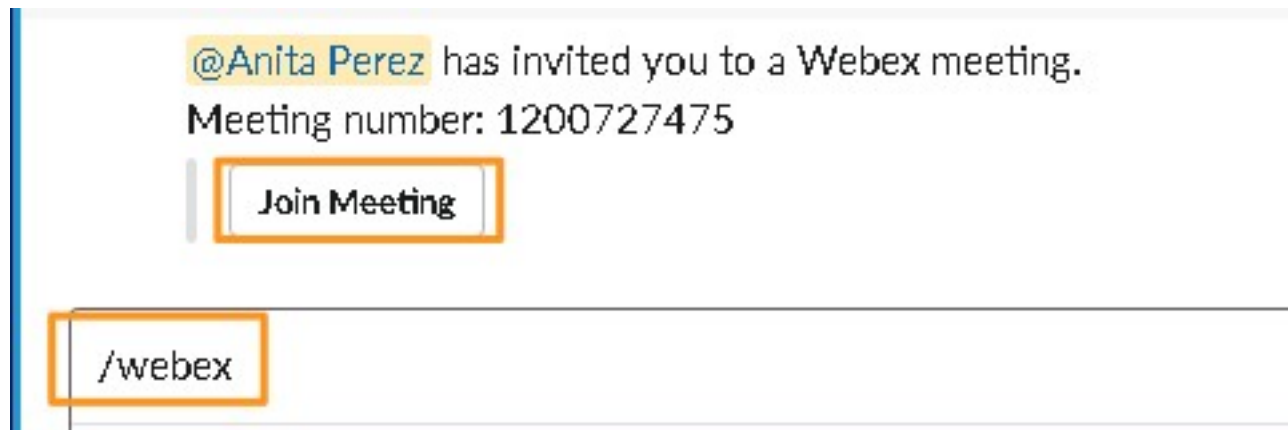 @Anita Perez has invited you to a Webex meeting.
Meeting number: 1200727475
Join Meeting
/webex